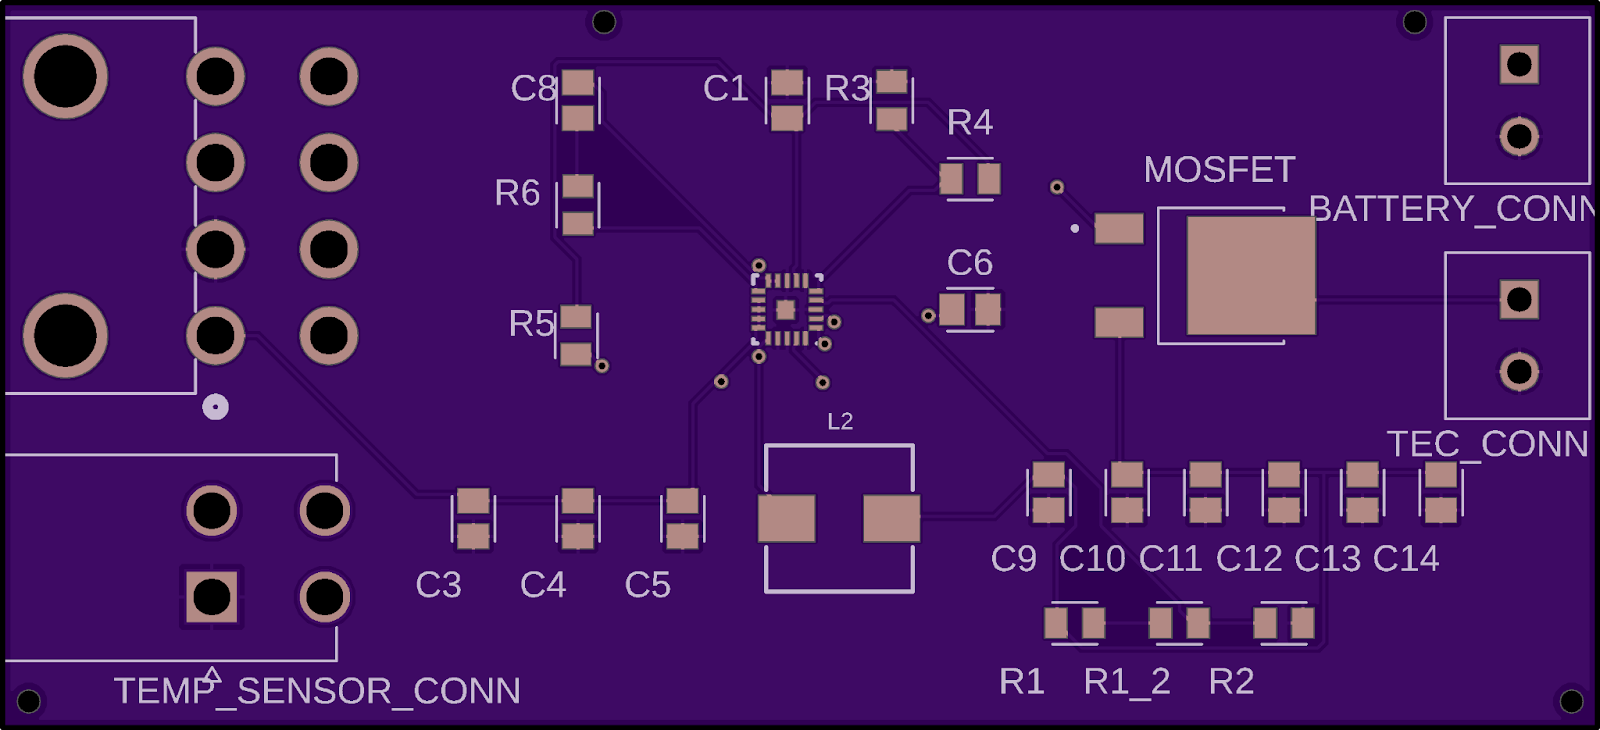 C8
C1
R3
R4
MOSFET
R6
BATTERY_CONN
C6
R5
L2
TEC_CONN
C9
C10
C11
C12
C13
C14
C3
C4
C5
R1
R1_2
R2
TEMP_SENSOR_CONN